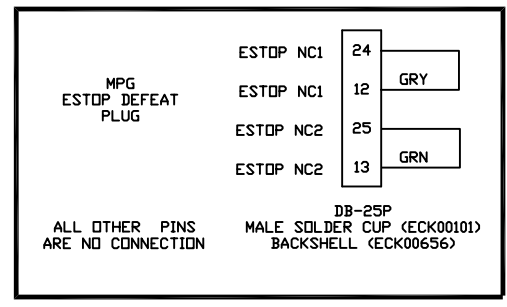 MPG
ESTOP DEFEAT
PLUG
ESTOP NC1 24
ESTOP NC1 12
GRY
ESTOP NC2 25
ESTOP NC2 13
GRN
ALL OTHER PINS
ARE NO CONNECTION
DB-25P
MALE SOLDER CUP (ECK00101)
BACKSHELL (ECK00656)